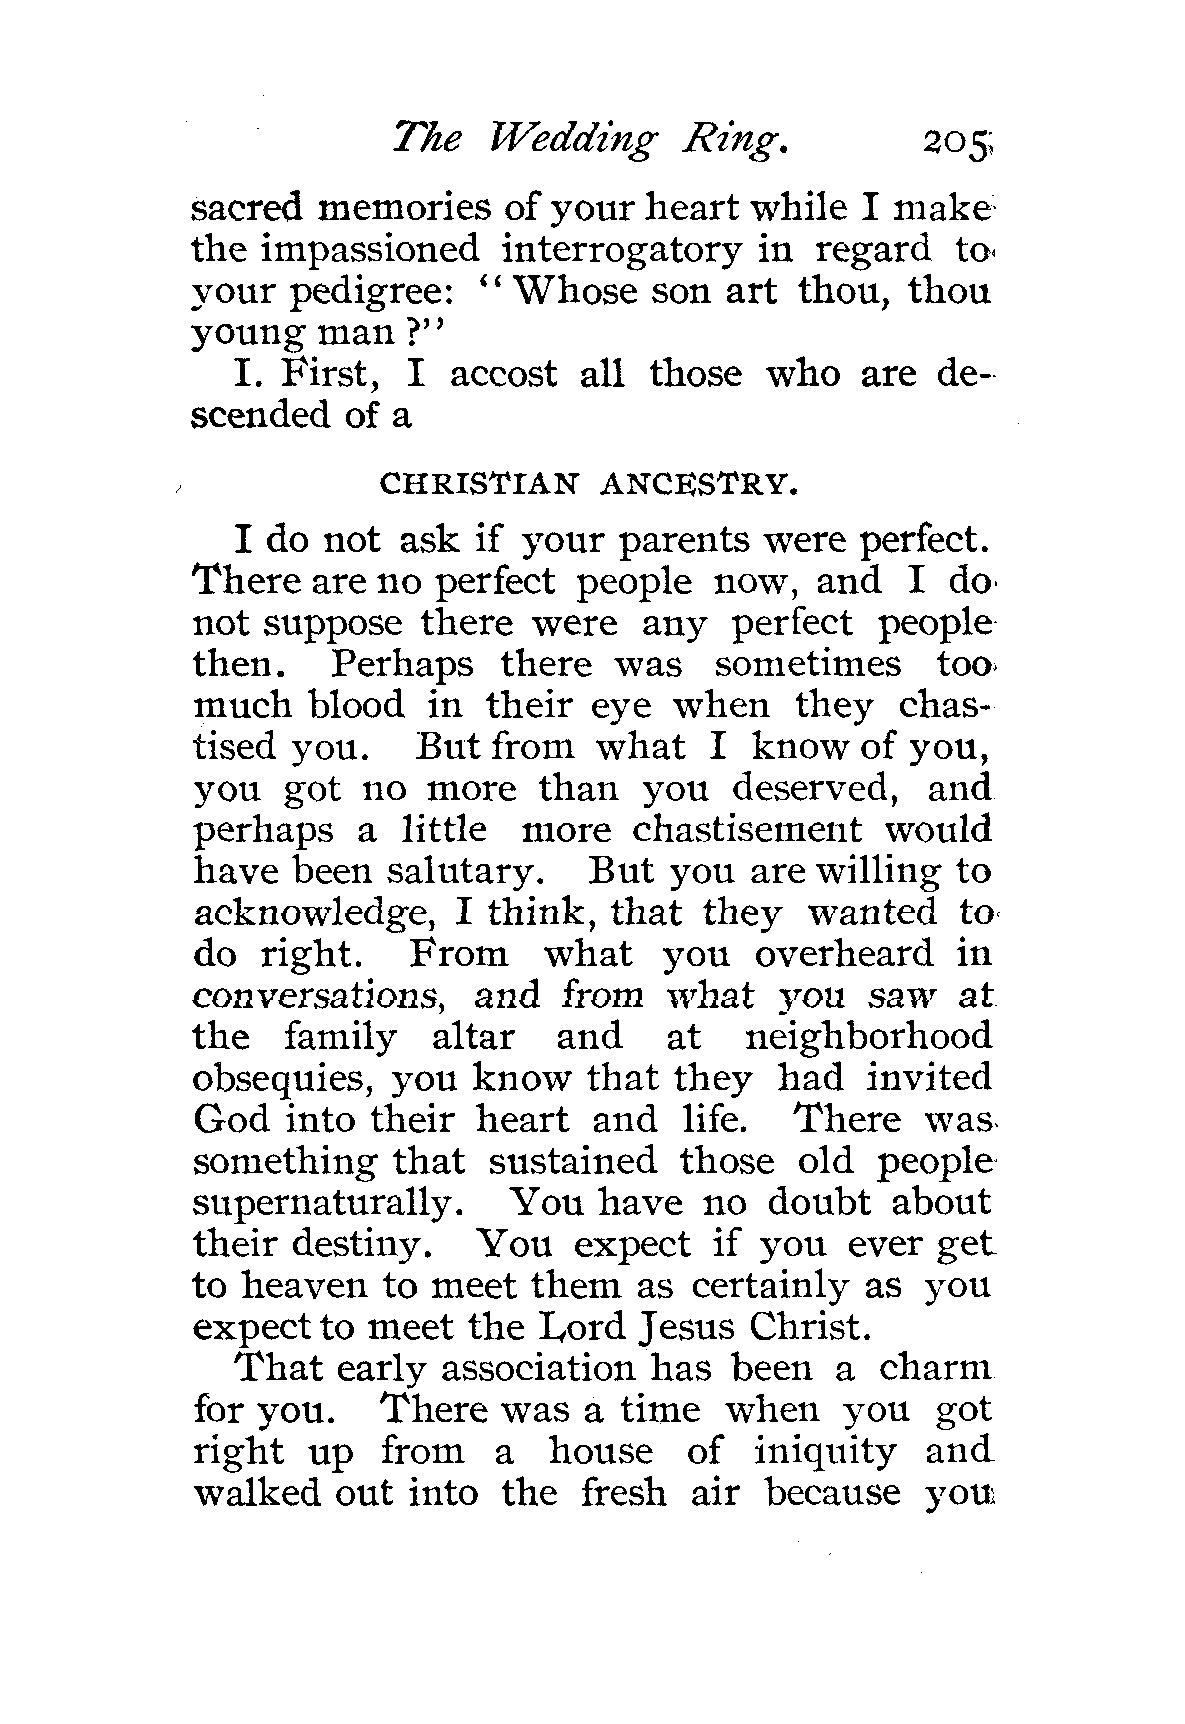 The Wedding Ring. 205
sacred memories of your heart while I make
the impassioned interrogatory in regard to
your pedigree: "Whose son art thou, thou
young man?"
I. First, I accost all those who are de-
scended of a
CHRISTIAN ANCESTRY.
I do not ask if your parents were perfect.
There are no perfect people now, and I do
not suppose there were any perfect people
then. Perhaps there was sometimes too
much blood in their eye when they chas-
tised you. But from what I know of you,
you got no more than you deserved, and
perhaps a little more chastisement would
have been salutary. But you are willing to
acknowledge, I think, that they wanted to
do right. From what you overheard in
conversations, and from what you saw at
the family altar and at neighborhood
obsequies, you know that they had invited
God into their heart and life. There was
something that sustained those old people
supernaturally. You have no doubt about
their destiny. You expect if you ever get
to heaven to meet them as certainly as you
expect to meet the Lord Jesus Christ.
That early association has been a charm
for you. There was a time when you got
right up from a house of iniquity and
walked out into the fresh air because you